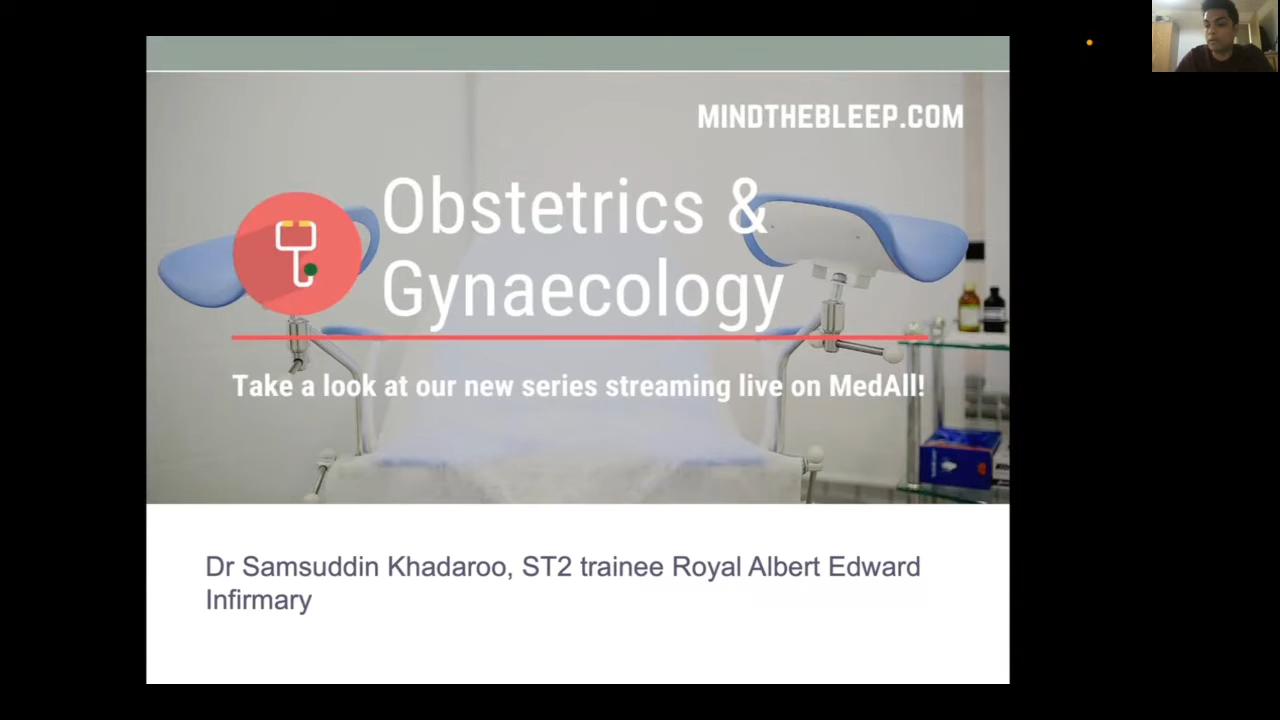 MINDTHEBLEEP.COM
Obstetrics &
Gynaecology
Take a look at our new series streaming live on MedAll!
Dr Samsuddin Khadaroo, ST2 trainee Royal Albert Edward
Infirmary